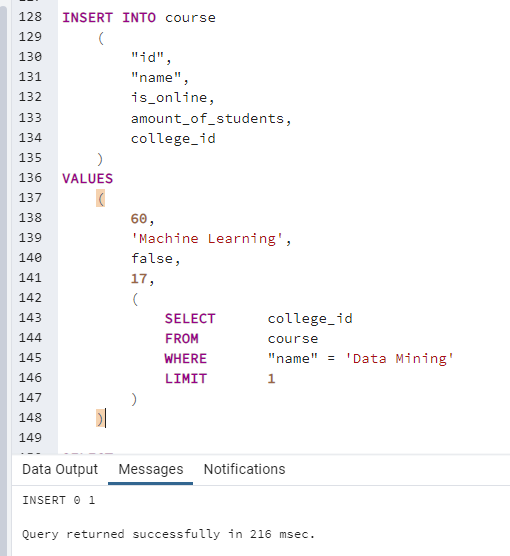 128 INSERT INTO course
129 (
130 "id",
131 "name",
132 is_online,
133 amount_of_students,
134 college_id
135 )
136 VALUES
137 (
138 60,
139 'Machine Learning',
140 false,
141 17,
142 (
143 SELECT college_id
144 FROM course
145 WHERE "name" = 'Data Mining'
146 LIMIT 1
147 )
148 )
149
Data Output Messages Notifications
INSERT 0 1
Query returned successfully in 216 msec.